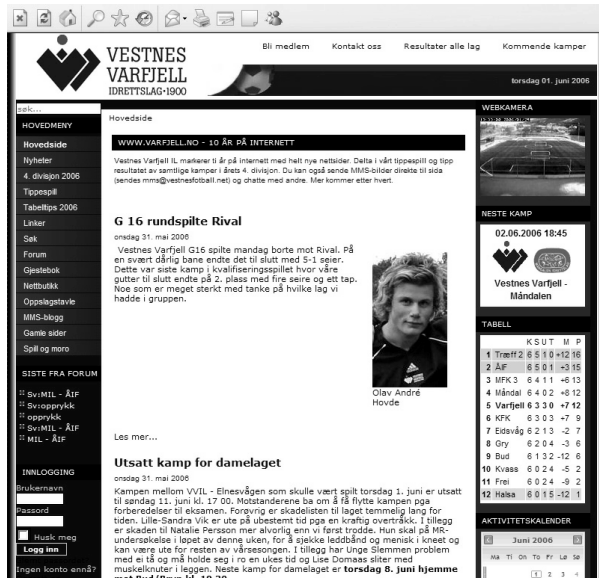 VESTNES
VARFJELL
IDRETTSLAG·1900
Bli medlem Kontakt oss Resultater alle lag Kommende kamper
torsdag 01. juni 2006
søk...
HOVEDMENY
Hovedside
Nyheter
4. divisjon 2006
Tippespill
Tabelltips 2006
Linker
Søk
Forum
Gjestebok
Nettbutikk
Oppslagstavle
MMS-blogg
Gamle sider
Spill og moro
SISTE FRA FORUM
Sv:MIL - ÅIF
Sv:opprykk
opprykk
Sv:MIL - ÅIF
MIL - ÅIF
INNLOGGING
Brukernavn
Passord
Husk meg
Logg inn
Ingen konto ennå?
Hovedside
WWW.VARFJELL.NO - 10 ÅR PÅ INTERNETT
Vestnes Varfjell IL markerer ti år på internett med helt nye nettsider. Delta i vårt tippespill og tipp
resultatet av samtlige kamper i årets 4. divisjon. Du kan også sende MMS-bilder direkte til sida
(sendes mms@vestnesfotball.net) og chatte med andre. Mer kommer etter hvert.
G 16 rundspilte Rival
onsdag 31. mai 2006
Vestnes Varfjell G16 spilte mandag borte mot Rival. På
en svært dårlig bane endte det til slutt med 5-1 seier.
Dette var siste kamp i kvalifiseringsspillet hvor våre
gutter til slutt endte på 2. plass med fire seire og ett tap.
Noe som er meget sterkt med tanke på hvilke lag vi
hadde i gruppen.
Olav André
Hovde
Les mer...
Utsatt kamp for damelaget
onsdag 31. mai 2006
Kampen mellom VVIL - Elnesvågen som skulle vært spilt torsdag 1. juni er utsatt
til søndag 11. juni kl. 17 00. Motstanderne ba om å få flytte kampen pga
forberedelser til eksamen. Forøvrig er skadelisten til laget temmelig lang for
tiden. Lille-Sandra Vik er ute på ubestemt tid pga en kraftig overtråkk. I tillegg
er skaden til Natalie Persson mer alvorlig enn vi først trodde. Hun skal på MR-
undersøkelse i løpet av denne uken, for å sjekke leddbånd og menisk i kneet og
kan være ute for resten av vårsesongen. I tillegg har Unge Slemmen problem
med ei tå og må holde seg i ro en ukes tid og Lise Domaas sliter med
muskelknuter i leggen. Neste kamp for damelaget er torsdag 8. juni hjemme
mot Bud/Bryn kl. 19 30
WEBKAMERA
NESTE KAMP
02.06.2006 18:45
Vestnes Varfjell -
Måndalen
TABELL
K S U T M P
1 Træff 2 6 5 1 0 +12 16
2 ÅIF 6 5 0 1 +3 15
3 MFK 3 6 4 1 1 +6 13
4 Måndal 6 4 0 2 +8 12
5 Varfjell 6 3 3 0 +7 12
6 KFK 6 3 0 3 +7 9
7 Eidsvåg 6 2 1 3 -2 7
8 Gry 6 2 0 4 -3 6
9 Bud 6 1 3 2 -12 6
10 Kvass 6 0 2 4 -5 2
11 Frei 6 0 2 4 -9 2
12 Halsa 6 0 1 5 -12 1
AKTIVITETSKALENDER
Juni 2006
Ma Ti On To Fr Lø Sø
1 2 3 4